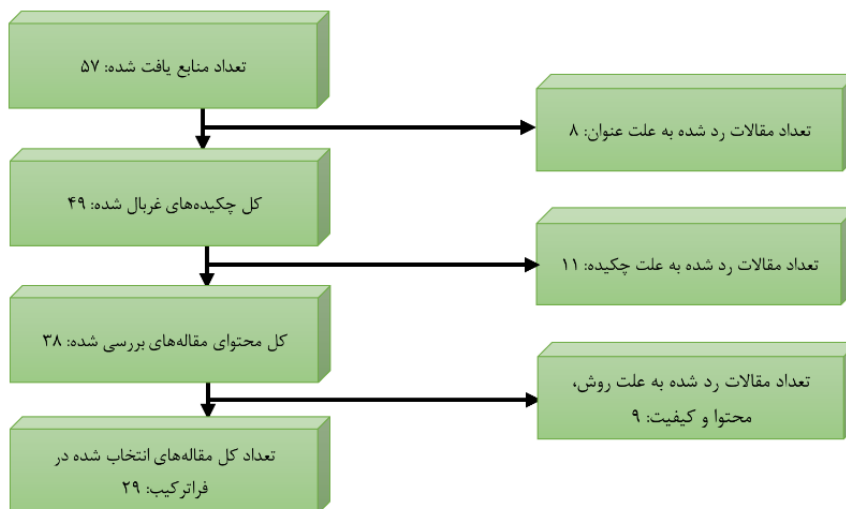 تعداد منابع یافت شده: ۵۷
تعداد مقالات رد شده به علت عنوان: ۸
کل چکیده‌های غربال شده: ۴۹
تعداد مقالات رد شده به علت چکیده: ۱۱
کل محتوای مقاله‌های بررسی شده: ۳۸
تعداد مقالات رد شده به علت روش،
محتوا و کیفیت: ۹
تعداد کل مقاله‌های انتخاب شده در
فراترکیب: ۲۹